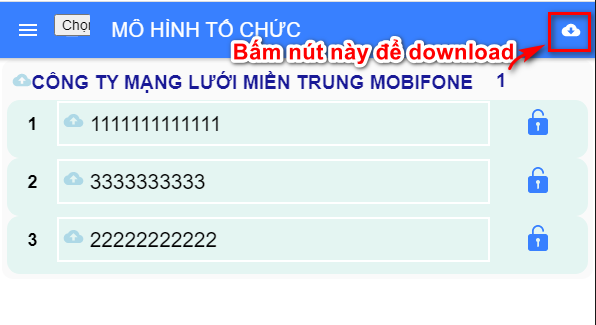 Chọr
MÔ HÌNH TỔ CHỨC
Bấm nút này để download
CÔNG TY MẠNG LƯỚI MIỀN TRUNG MOBIFONE 1
1 1111111111111
2 3333333333
3 22222222222